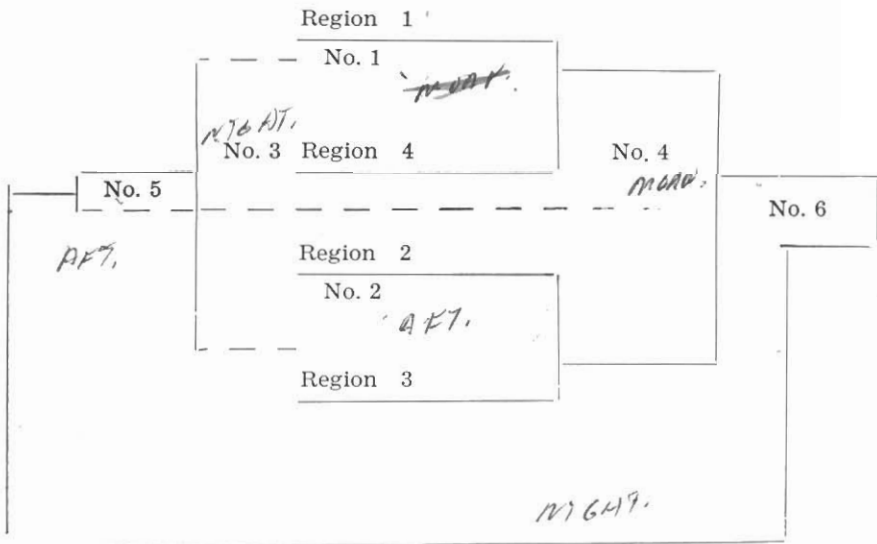 Region 1
No. 1
MORN.
NIGHT.
No. 3 Region 4 No. 4
MORN.
No. 5
No. 6
AFT.
Region 2
No. 2
AFT.
Region 3
NIGHT.